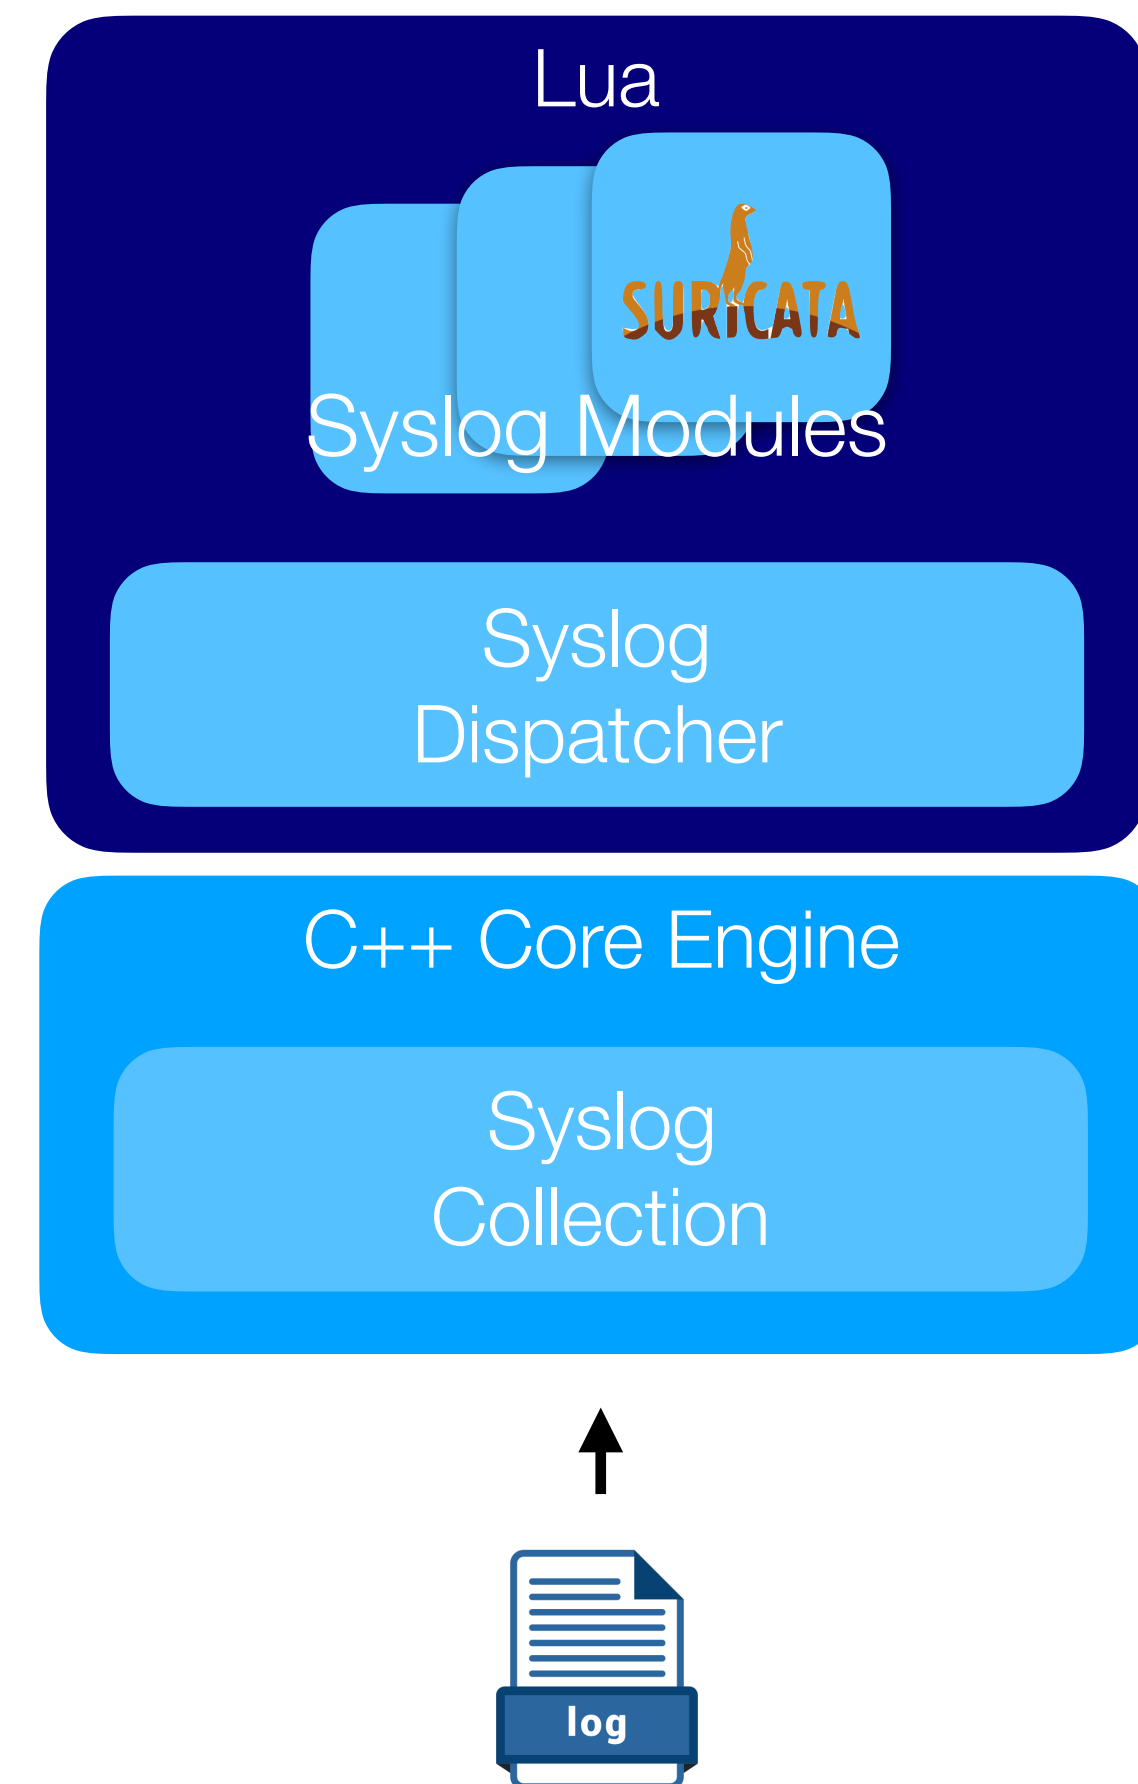 Lua
SURICATA
Syslog Modules
Syslog
Dispatcher
C++ Core Engine
Syslog
Collection
log